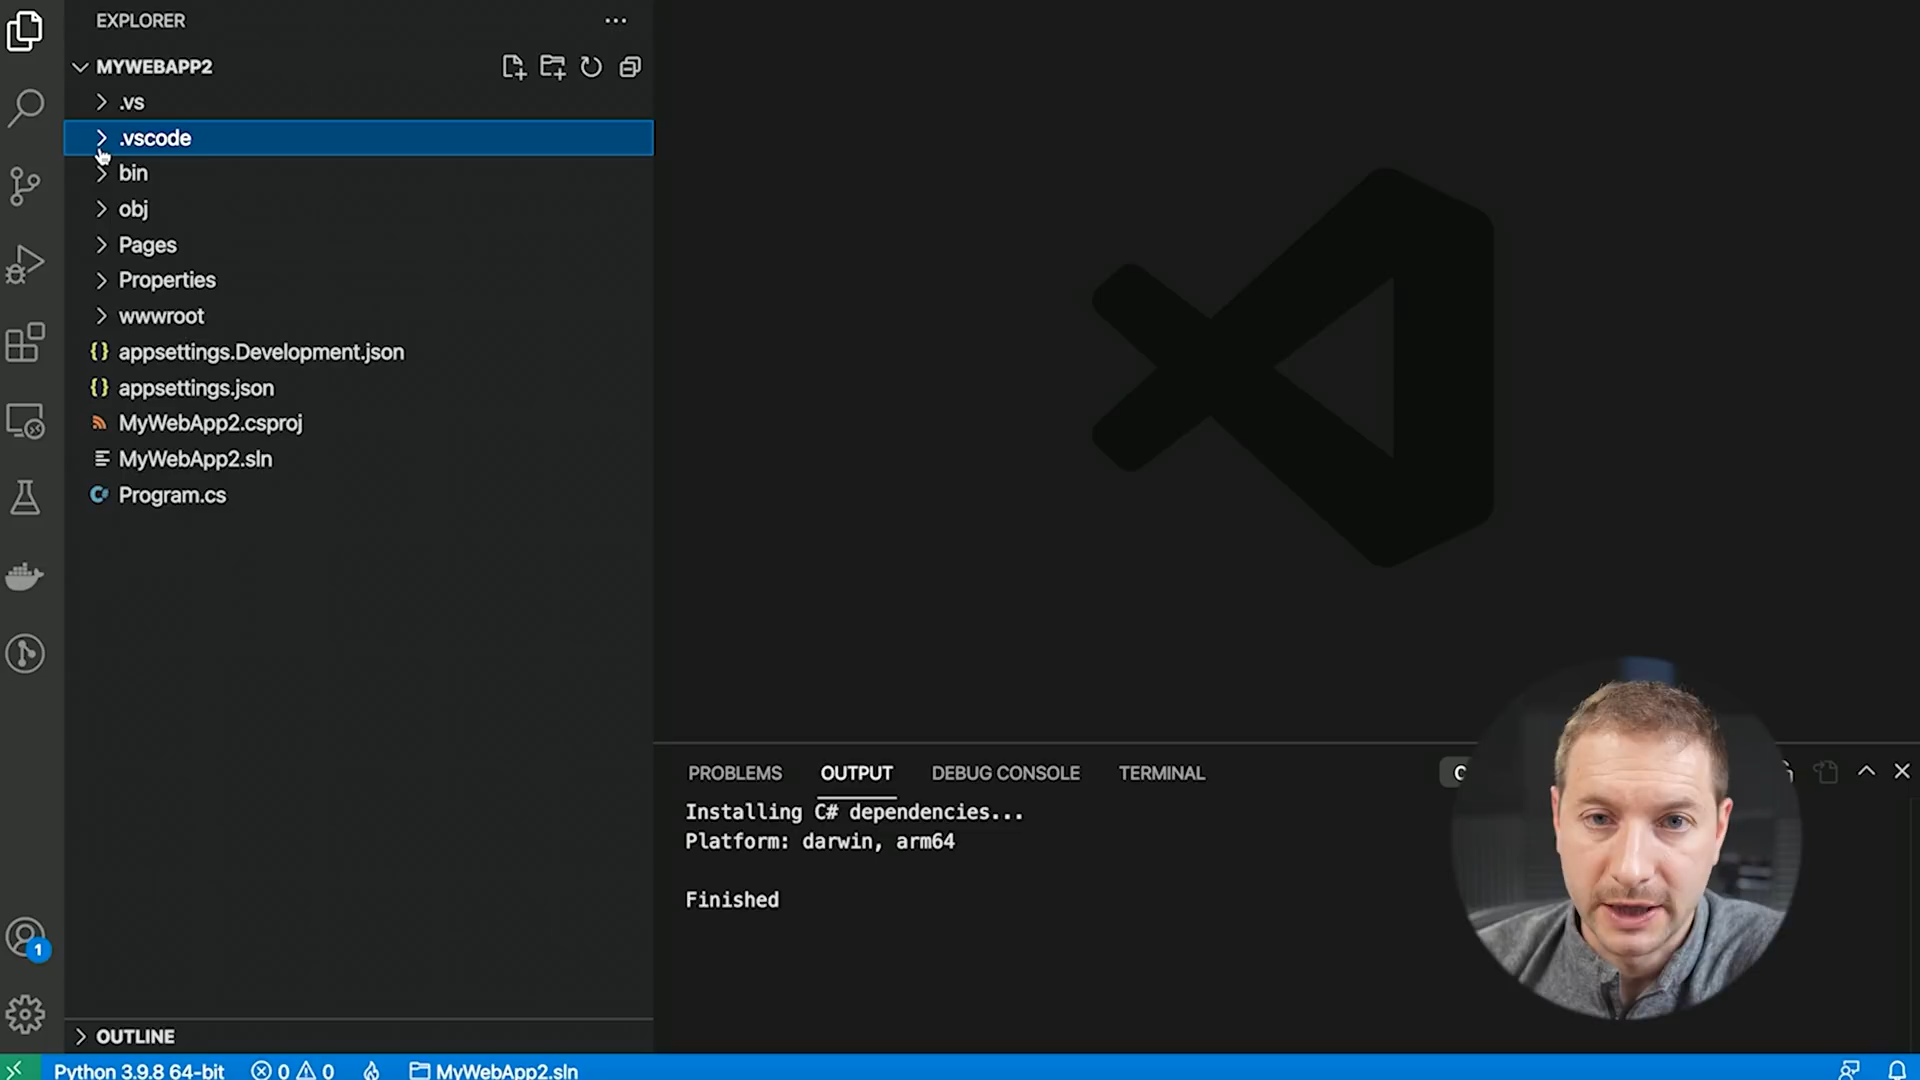 EXPLORER
MYWEBAPP2
.vs
.vscode
bin
obj
Pages
Properties
wwwroot
{} appsettings.Development.json
{} appsettings.json
MyWebApp2.csproj
MyWebApp2.sln
C# Program.cs
PROBLEMS OUTPUT DEBUG CONSOLE TERMINAL C
Installing C# dependencies...
Platform: darwin, arm64
Finished
1
OUTLINE
Python 3.9.8 64-bit 0 0 MyWebApp2.sln